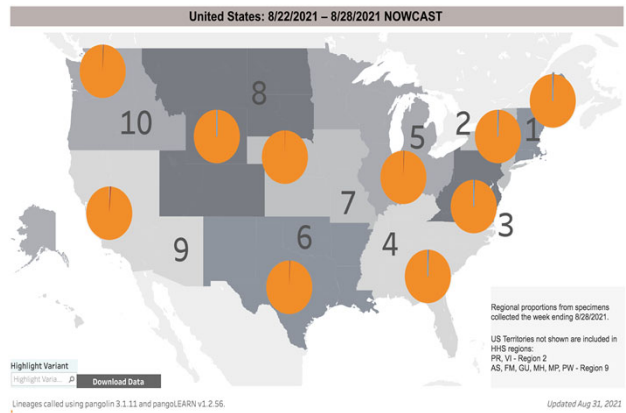 United States: 8/22/2021 – 8/28/2021 NOWCAST
8
10
2
1
5
7
3
6
4
9
Regional proportions from specimens
collected the week ending 8/28/2021.
US Territories not shown are included in
HHS regions:
PR, VI - Region 2
AS, FM, GU, MH, MP, PW - Region 9
Highlight Variant
Highlight Varia...
Download Data
Lineages called using pangolin 3.1.11 and pangoLEARN v1.2.56.
Updated Aug 31, 2021